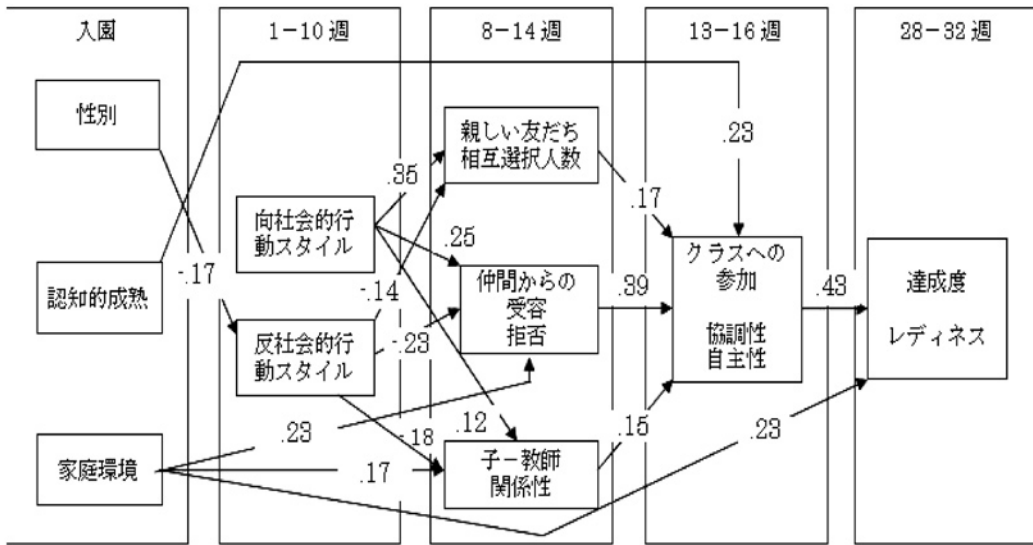 入園
1-10週
8-14週
13-16週
28-32週
性別
認知的成熟
家庭環境
向社会的行
動スタイル
反社会的行
動スタイル
親しい友だち
相互選択人数
仲間からの
受容
拒否
子-教師
関係性
クラスへの
参加
協調性
自主性
達成度
レディネス
-.17
.35
.25
-.14
-.23
.12
-.18
.23
.17
.23
.17
.39
.15
.43
.23